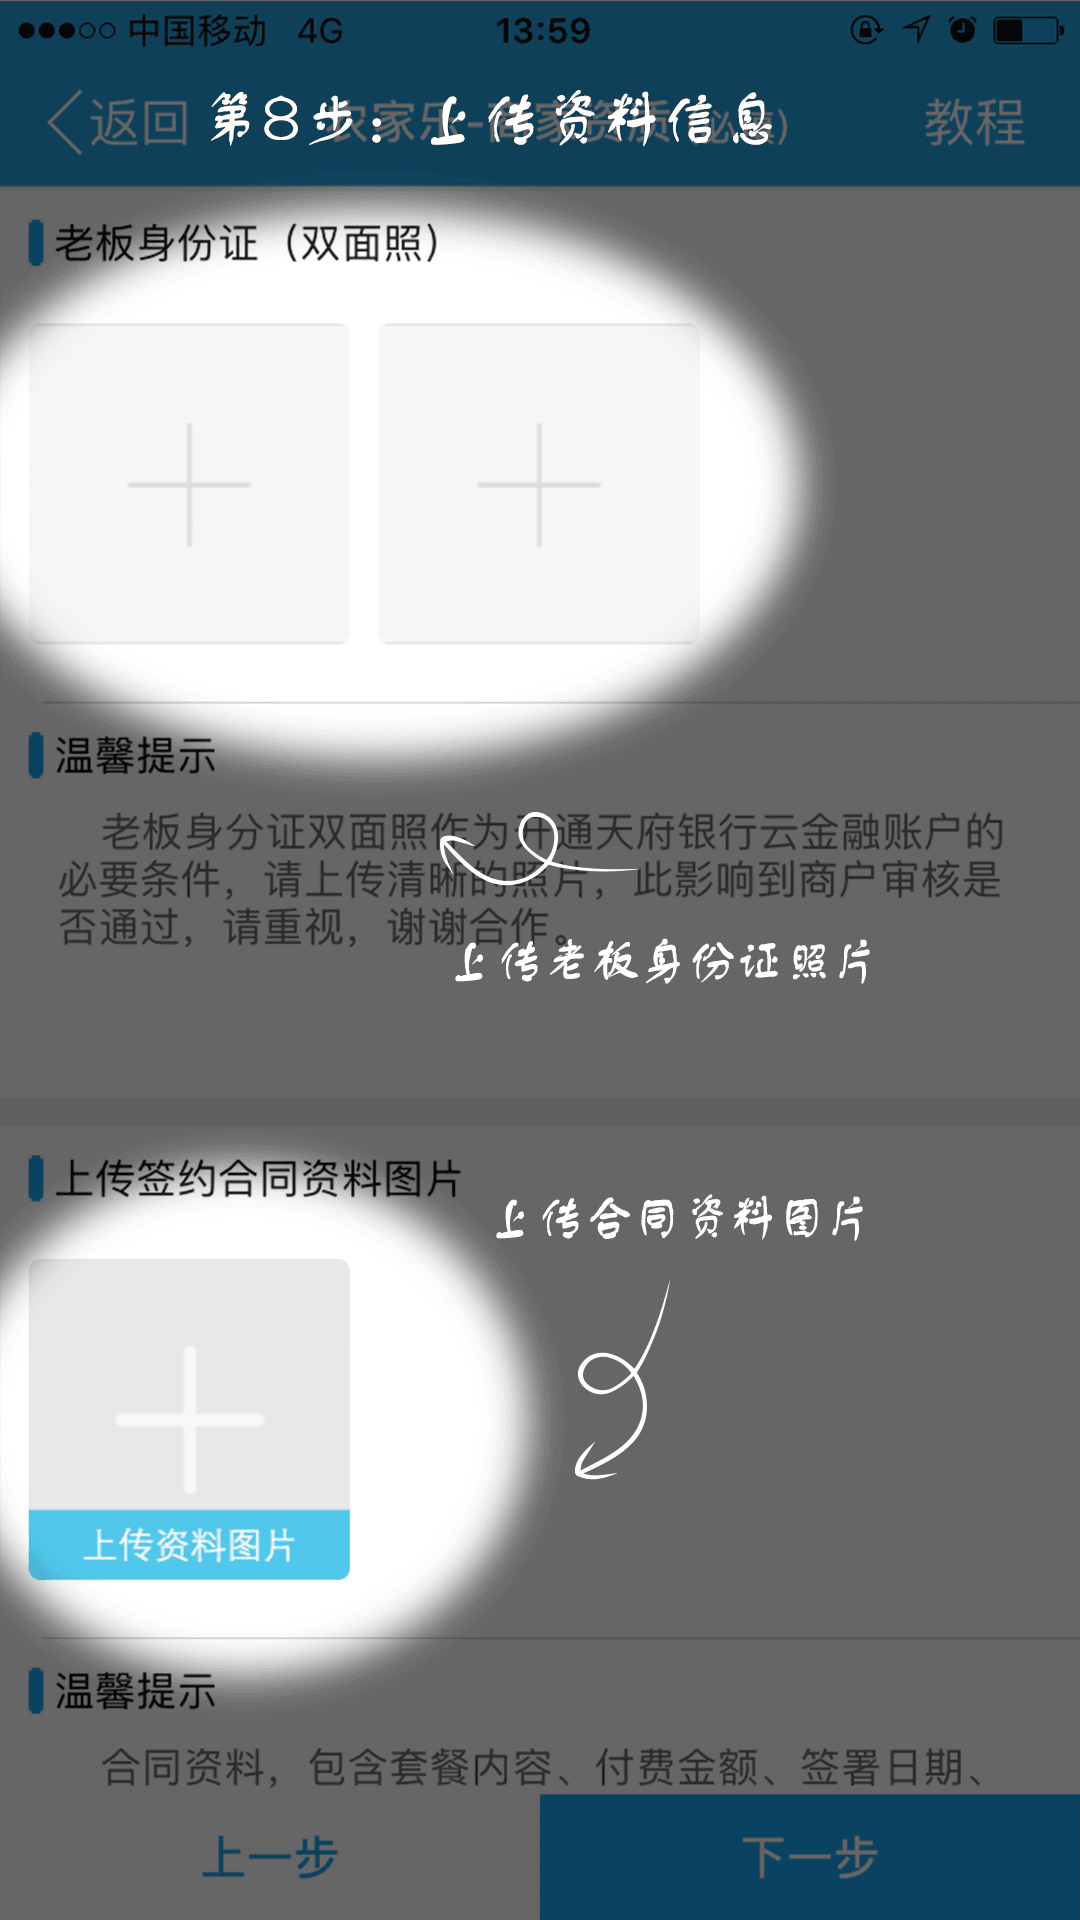 中国移动 4G 13:59
返回 第8步：上传资料信息 教程
老板身份证（双面照）
温馨提示
老板身分证双面照作为开通天府银行云金融账户的
必要条件，请上传清晰的照片，此影响到商户审核是
否通过，请重视，谢谢合作。
上传老板身份证照片
上传签约合同资料图片
上传合同资料图片
上传资料图片
温馨提示
合同资料，包含套餐内容、付费金额、签署日期、
上一步 下一步